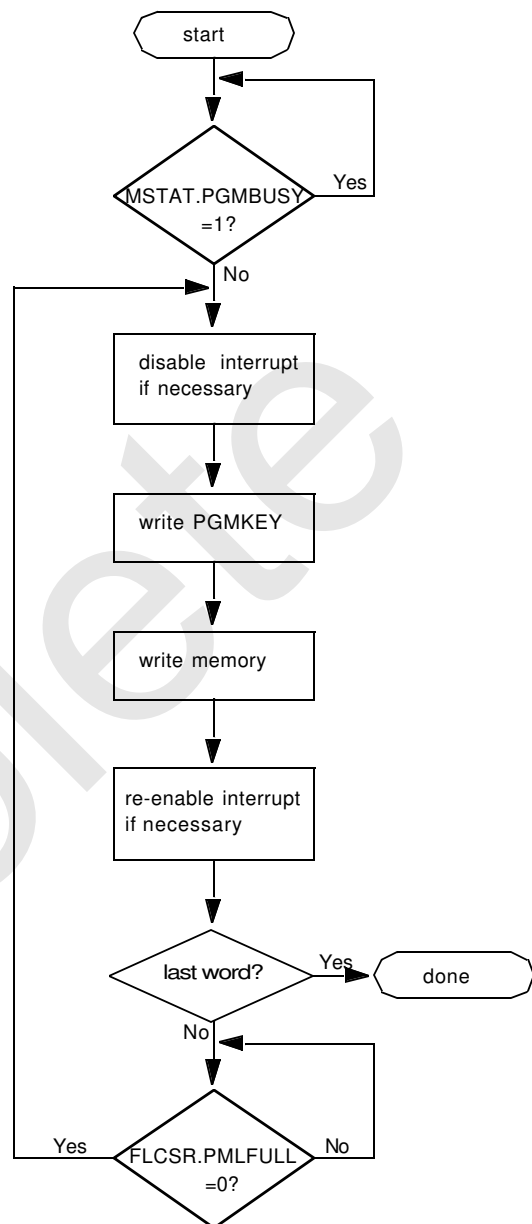 start
Yes
MSTAT.PGMBUSY
=1?
No
disable interrupt
if necessary
write PGMKEY
write memory
re-enable interrupt
if necessary
last word?
Yes
done
No
Yes
FLCSR.PMLFULL
No
=0?
plete